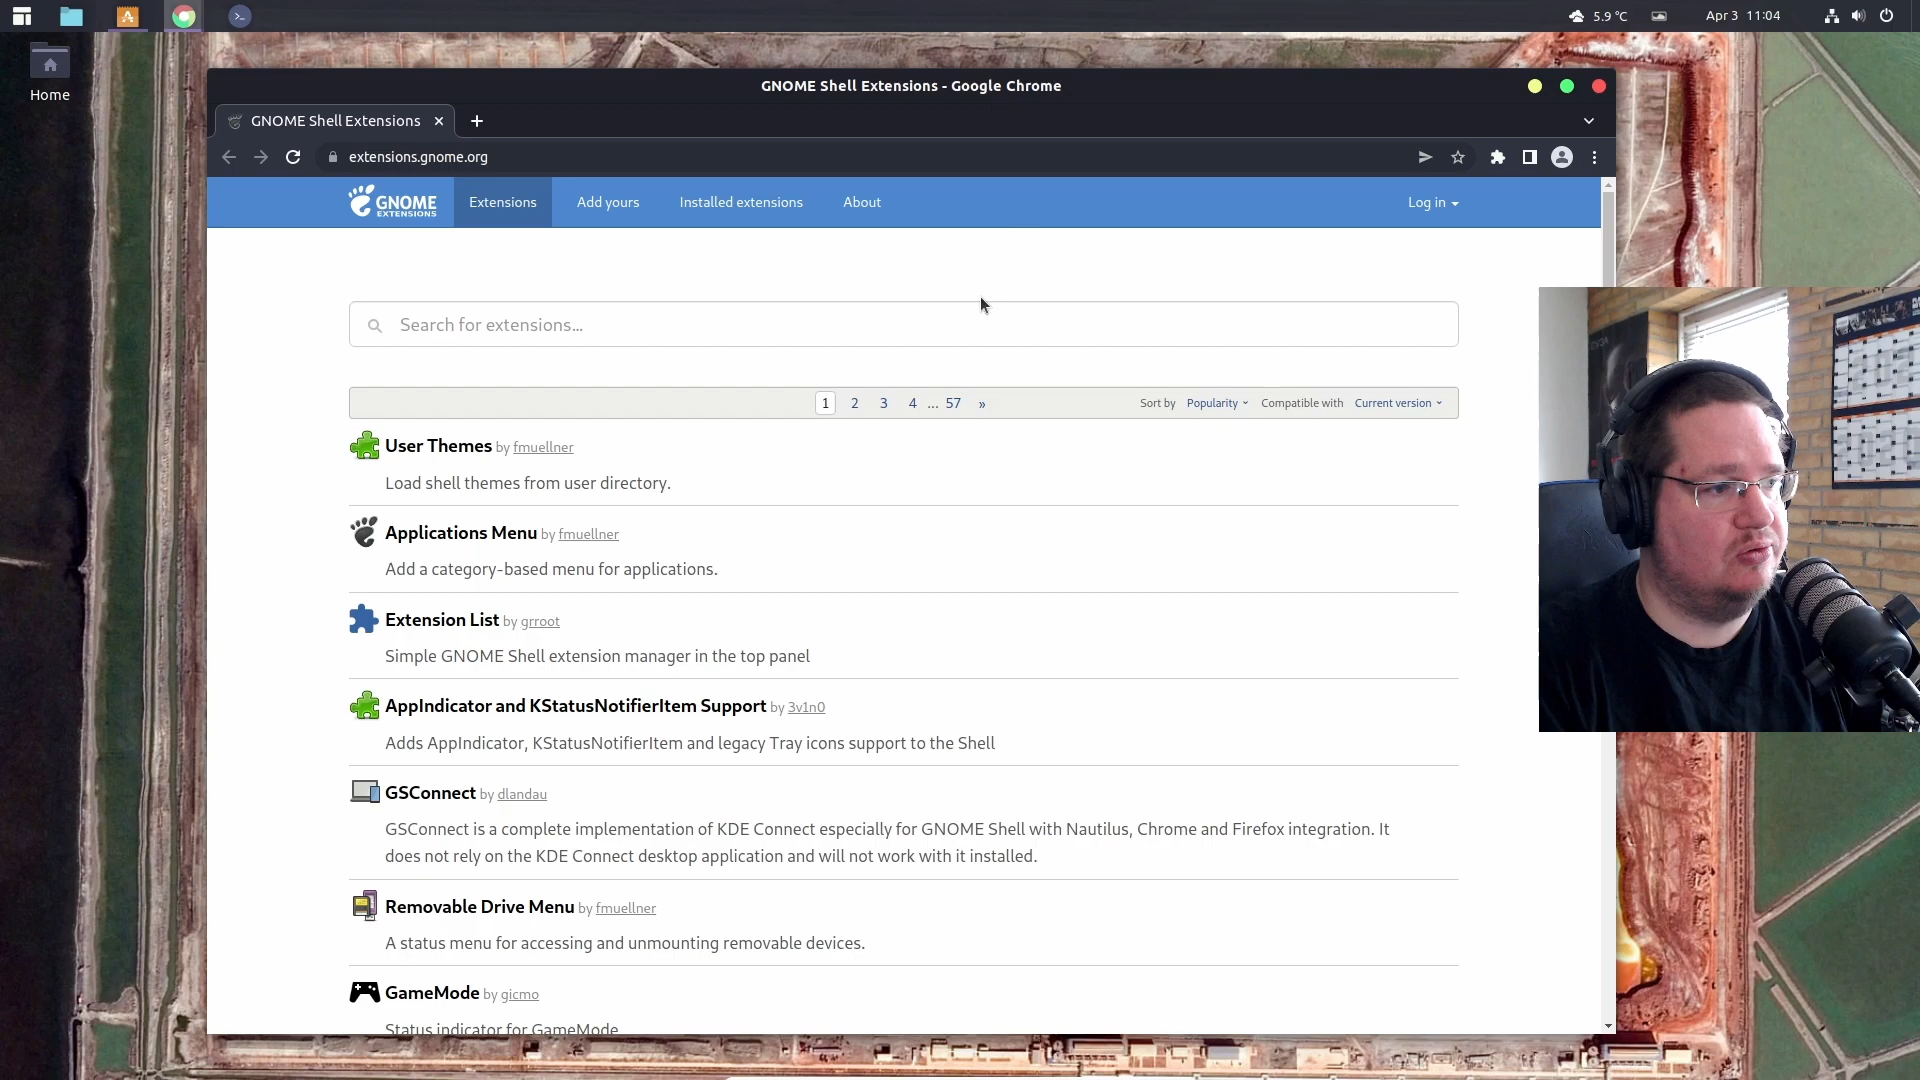 5.9 °C
Apr 3 11:04
Home
GNOME Shell Extensions - Google Chrome
GNOME Shell Extensions
extensions.gnome.org
GNOME
EXTENSIONS
Extensions
Add yours
Installed extensions
About
Log in
Search for extensions...
1 2 3 4 ... 57 »
Sort by Popularity Compatible with Current version
User Themes by fmuellner
Load shell themes from user directory.
Applications Menu by fmuellner
Add a category-based menu for applications.
Extension List by grroot
Simple GNOME Shell extension manager in the top panel
AppIndicator and KStatusNotifierItem Support by 3v1n0
Adds AppIndicator, KStatusNotifierItem and legacy Tray icons support to the Shell
GSConnect by dlandau
GSConnect is a complete implementation of KDE Connect especially for GNOME Shell with Nautilus, Chrome and Firefox integration. It
does not rely on the KDE Connect desktop application and will not work with it installed.
Removable Drive Menu by fmuellner
A status menu for accessing and unmounting removable devices.
GameMode by gicmo
Status indicator for GameMode